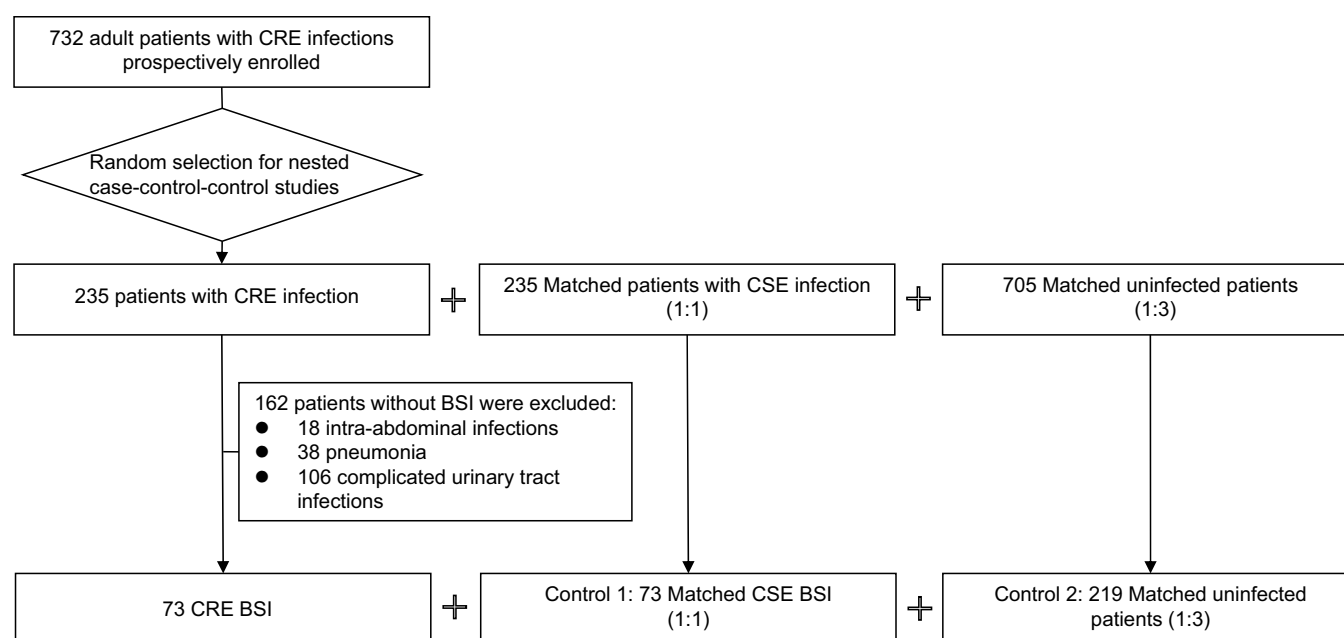 732 adult patients with CRE infections
prospectively enrolled
Random selection for nested
case-control-control studies
235 patients with CRE infection
+
235 Matched patients with CSE infection
(1:1)
+
705 Matched uninfected patients
(1:3)
162 patients without BSI were excluded:
● 18 intra-abdominal infections
● 38 pneumonia
● 106 complicated urinary tract
infections
73 CRE BSI
+
Control 1: 73 Matched CSE BSI
(1:1)
+
Control 2: 219 Matched uninfected
patients (1:3)